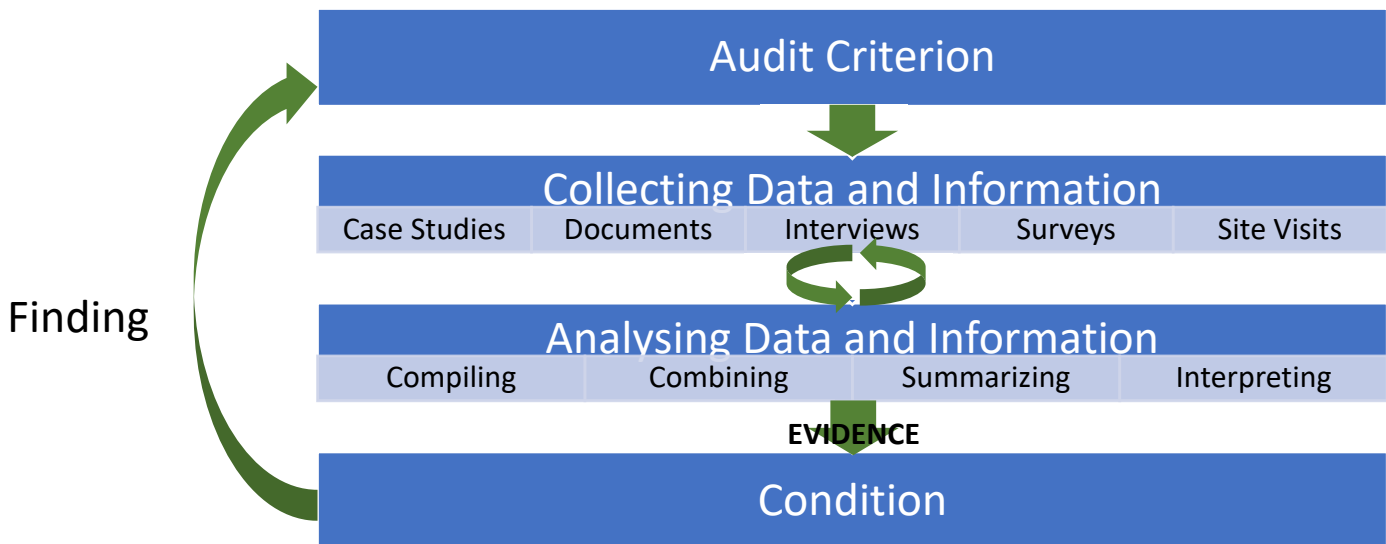 Audit Criterion
Collecting Data and Information
Case Studies Documents Interviews Surveys Site Visits
Finding
Analysing Data and Information
Compiling Combining Summarizing Interpreting
EVIDENCE
Condition